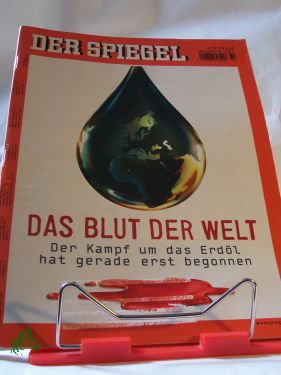 DER SPIEGEL
DAS BLUT DER WELT
Der Kampf um das Erdöl
hat gerade erst begonnen